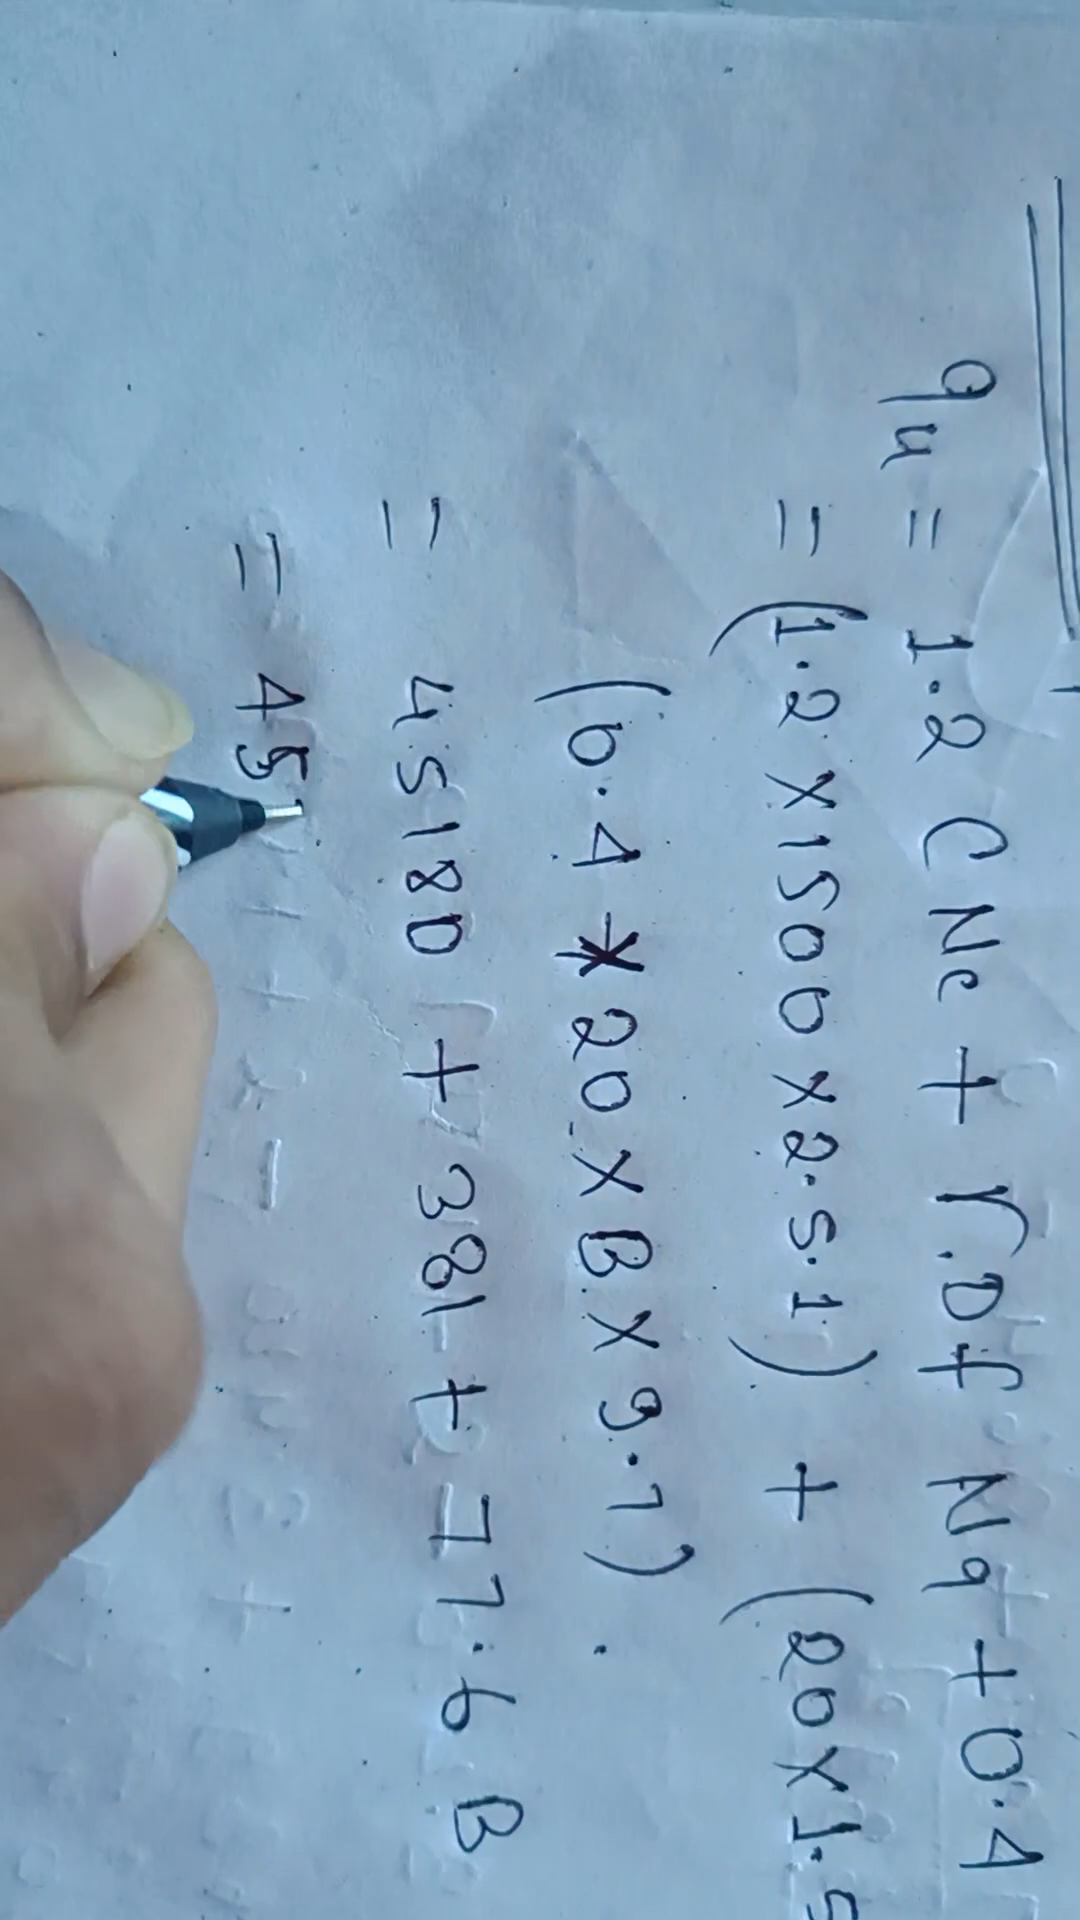 qu = 1.2 CNc + γ.Df Nq + 0.4
= (1.2 × 1500 × 25.1) + (20 × 1.5
(0.4 * 20 × B × 9.7) .
= 45180 + 381 + 77.6 B
= 45